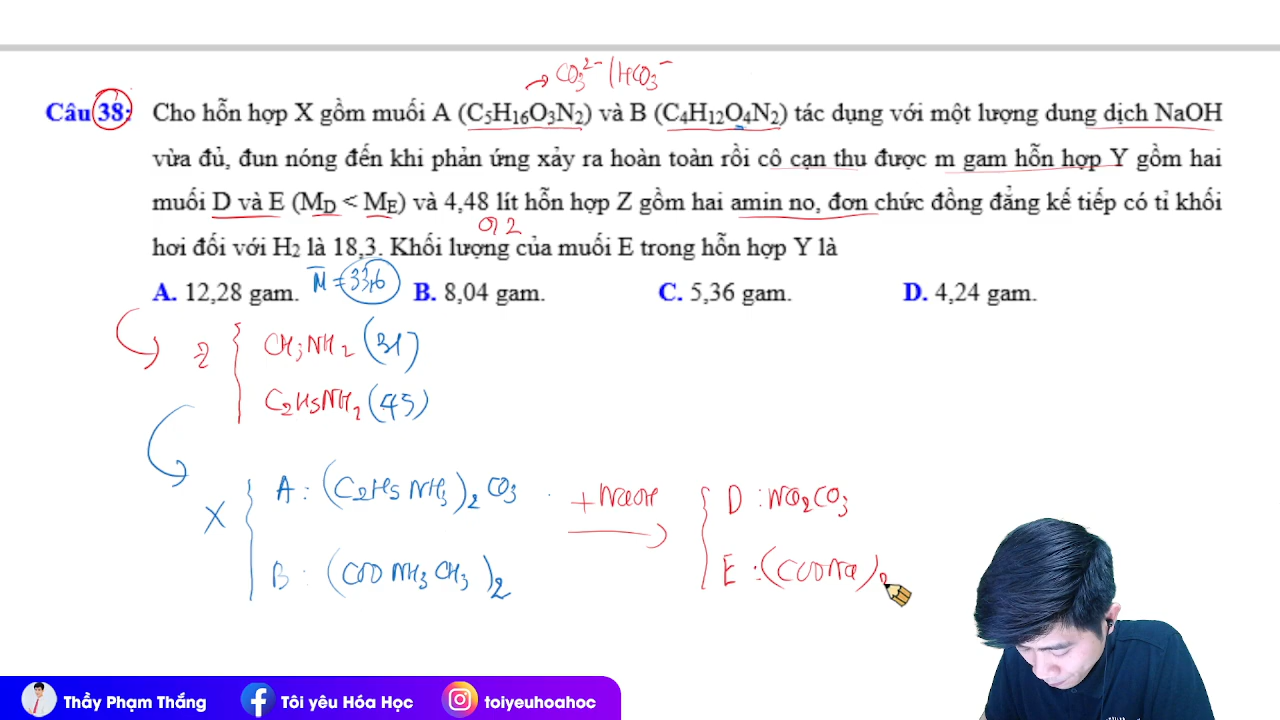 → CO₃²⁻ / HCO₃⁻
Câu 38: Cho hỗn hợp X gồm muối A (C₅H₁₆O₃N₂) và B (C₄H₁₂O₄N₂) tác dụng với một lượng dung dịch NaOH
vừa đủ, đun nóng đến khi phản ứng xảy ra hoàn toàn rồi cô cạn thu được m gam hỗn hợp Y gồm hai
muối D và E (M_D < M_E) và 4,48 lít hỗn hợp Z gồm hai amin no, đơn chức đồng đẳng kế tiếp có tỉ khối
0,2
hơi đối với H₂ là 18,3. Khối lượng của muối E trong hỗn hợp Y là
M̄ = 33,6
A. 12,28 gam. B. 8,04 gam. C. 5,36 gam. D. 4,24 gam.
Z { CH₃NH₂ (31)
C₂H₅NH₂ (45)
X { A : (C₂H₅NH₃)₂CO₃ + NaOH → { D : Na₂CO₃
B : (COONH₃CH₃)₂ E : (COONa)₂
Thầy Phạm Thắng Tôi yêu Hóa Học toiyeuhoahoc